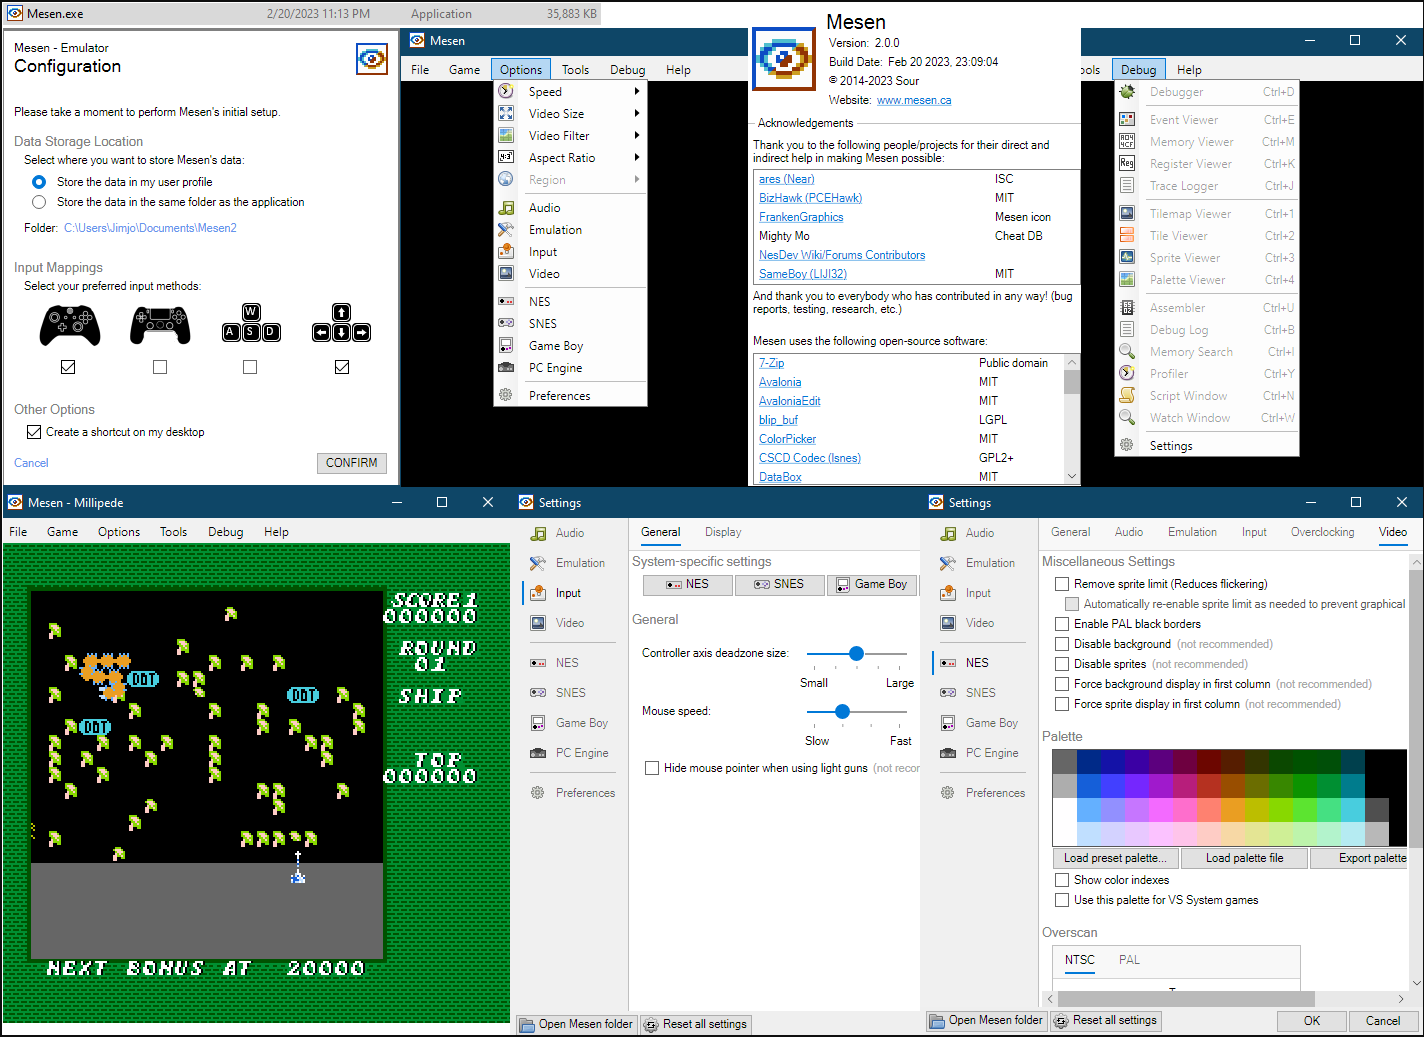 Mesen.exe 2/20/2023 11:13 PM Application 35,883 KB
Mesen - Emulator
Configuration
Please take a moment to perform Mesen's initial setup.
Data Storage Location
Select where you want to store Mesen's data:
Store the data in my user profile
Store the data in the same folder as the application
Folder: C:\Users\Jimjo\Documents\Mesen2
Input Mappings
Select your preferred input methods:
W
A S D
Other Options
Create a shortcut on my desktop
Cancel CONFIRM
Mesen
File Game Options Tools Debug Help
Speed
Video Size
Video Filter
Aspect Ratio
Region
Audio
Emulation
Input
Video
NES
SNES
Game Boy
PC Engine
Preferences
Mesen
Version: 2.0.0
Build Date: Feb 20 2023, 23:09:04
© 2014-2023 Sour
Website: www.mesen.ca
Acknowledgements
Thank you to the following people/projects for their direct and
indirect help in making Mesen possible:
ares (Near) ISC
BizHawk (PCEHawk) MIT
FrankenGraphics Mesen icon
Mighty Mo Cheat DB
NesDev Wiki/Forums Contributors
SameBoy (LIJI32) MIT
And thank you to everybody who has contributed in any way! (bug
reports, testing, research, etc.)
Mesen uses the following open-source software:
7-Zip Public domain
Avalonia MIT
AvaloniaEdit MIT
blip_buf LGPL
ColorPicker MIT
CSCD Codec (lsnes) GPL2+
DataBox MIT
ols Debug Help
Debugger Ctrl+D
Event Viewer Ctrl+E
Memory Viewer Ctrl+M
Register Viewer Ctrl+K
Trace Logger Ctrl+J
Tilemap Viewer Ctrl+1
Tile Viewer Ctrl+2
Sprite Viewer Ctrl+3
Palette Viewer Ctrl+4
Assembler Ctrl+U
Debug Log Ctrl+B
Memory Search Ctrl+I
Profiler Ctrl+Y
Script Window Ctrl+N
Watch Window Ctrl+W
Settings
Mesen - Millipede
File Game Options Tools Debug Help
SCORE1
000000
ROUND
01
SHIP
TOP
000000
DDT
DDT
DDT
NEXT BONUS AT 20000
Settings
Audio
Emulation
Input
Video
NES
SNES
Game Boy
PC Engine
Preferences
General Display
System-specific settings
NES SNES Game Boy
General
Controller axis deadzone size:
Small Large
Mouse speed:
Slow Fast
Hide mouse pointer when using light guns (not recor
Open Mesen folder Reset all settings
Settings
Audio
Emulation
Input
Video
NES
SNES
Game Boy
PC Engine
Preferences
General Audio Emulation Input Overclocking Video
Miscellaneous Settings
Remove sprite limit (Reduces flickering)
Automatically re-enable sprite limit as needed to prevent graphical
Enable PAL black borders
Disable background (not recommended)
Disable sprites (not recommended)
Force background display in first column (not recommended)
Force sprite display in first column (not recommended)
Palette
Load preset palette... Load palette file Export palette
Show color indexes
Use this palette for VS System games
Overscan
NTSC PAL
Open Mesen folder Reset all settings OK Cancel